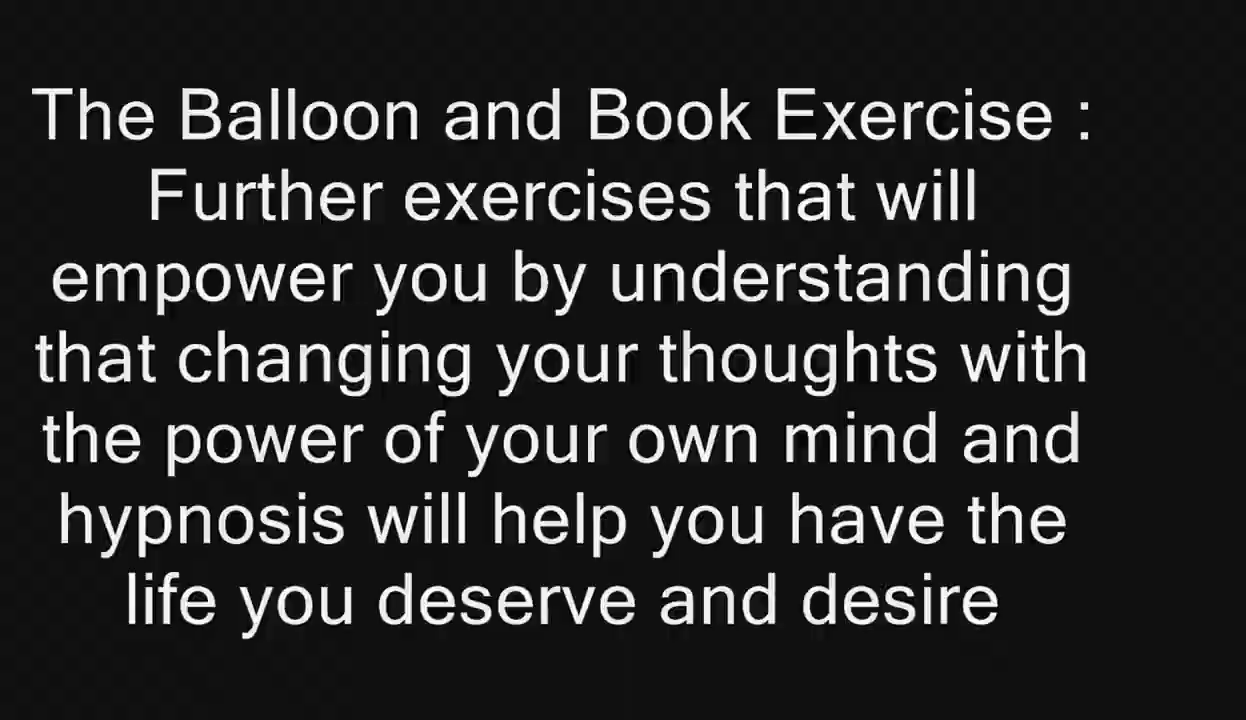 The Balloon and Book Exercise :
Further exercises that will
empower you by understanding
that changing your thoughts with
the power of your own mind and
hypnosis will help you have the
life you deserve and desire